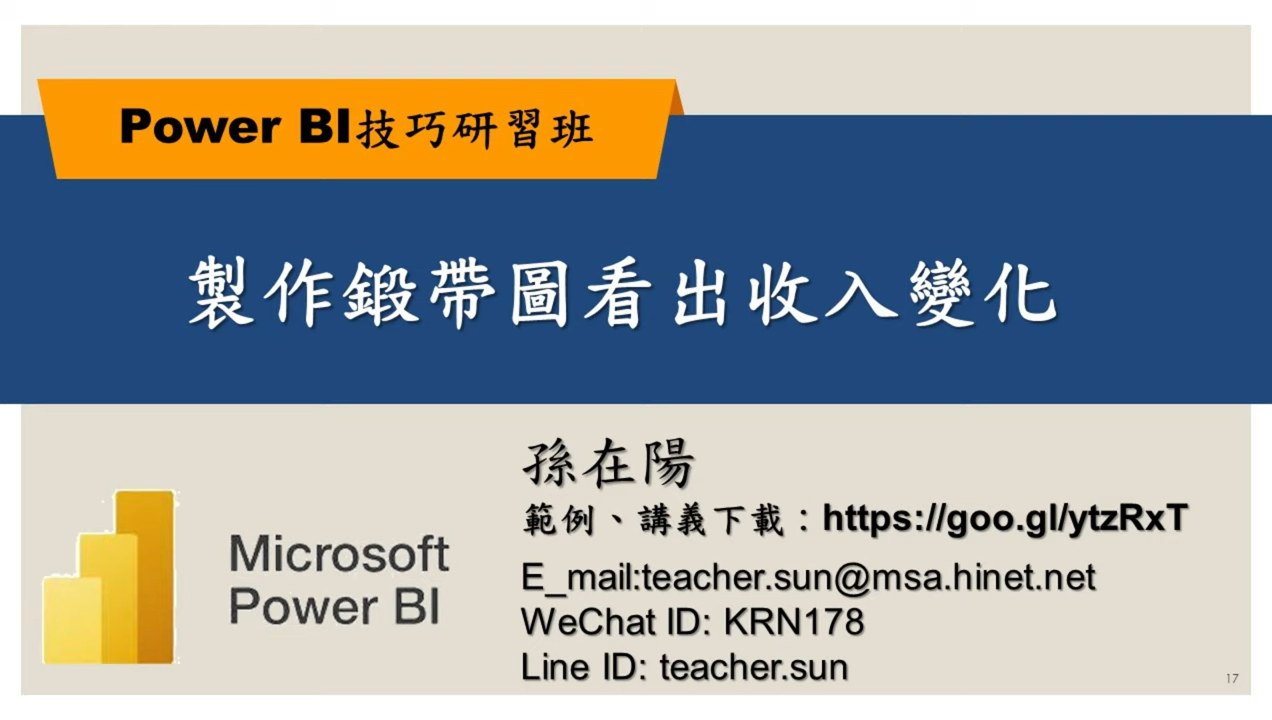 Power BI技巧研習班
製作鍛帶圖看出收入變化
孫在陽
範例、講義下載：https://goo.gl/ytzRxT
E_mail:teacher.sun@msa.hinet.net
WeChat ID: KRN178
Line ID: teacher.sun
Microsoft
Power BI
17